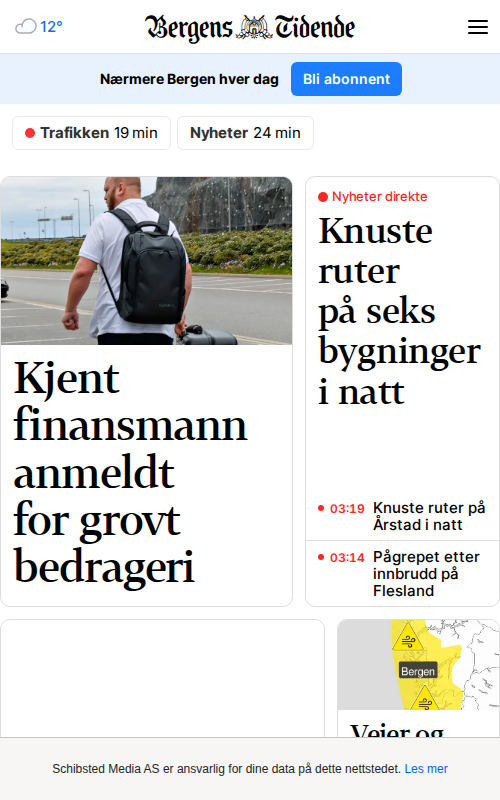 12°
Bergens Tidende
Nærmere Bergen hver dag
Bli abonnent
Trafikken 19 min
Nyheter 24 min
Kjent
finansmann
anmeldt
for grovt
bedrageri
Nyheter direkte
Knuste
ruter
på seks
bygninger
i natt
03:19 Knuste ruter på
Årstad i natt
03:14 Pågrepet etter
innbrudd på
Flesland
Bergen
Veier og
Schibsted Media AS er ansvarlig for dine data på dette nettstedet. Les mer